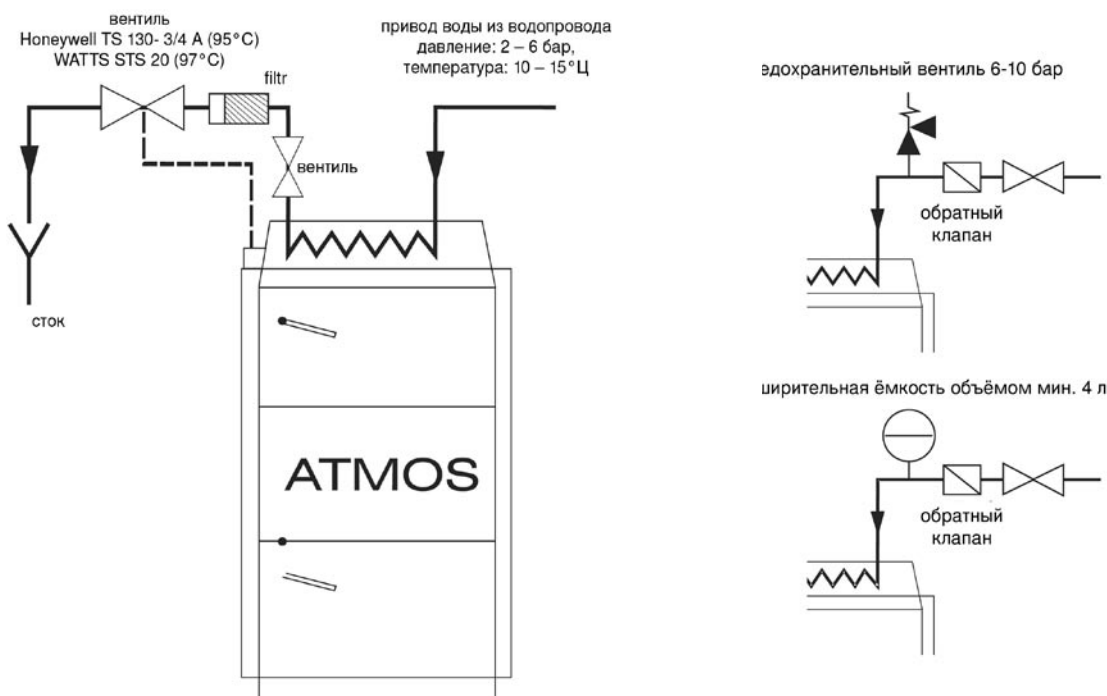 вентиль
Honeywell TS 130- 3/4 A (95°C)
WATTS STS 20 (97°C)
filtr
привод воды из водопровода
давление: 2 – 6 бар,
температура: 10 – 15°Ц
вентиль
сток
ATMOS
едохранительный вентиль 6-10 бар
обратный
клапан
ширительная ёмкость объёмом мин. 4 л
обратный
клапан